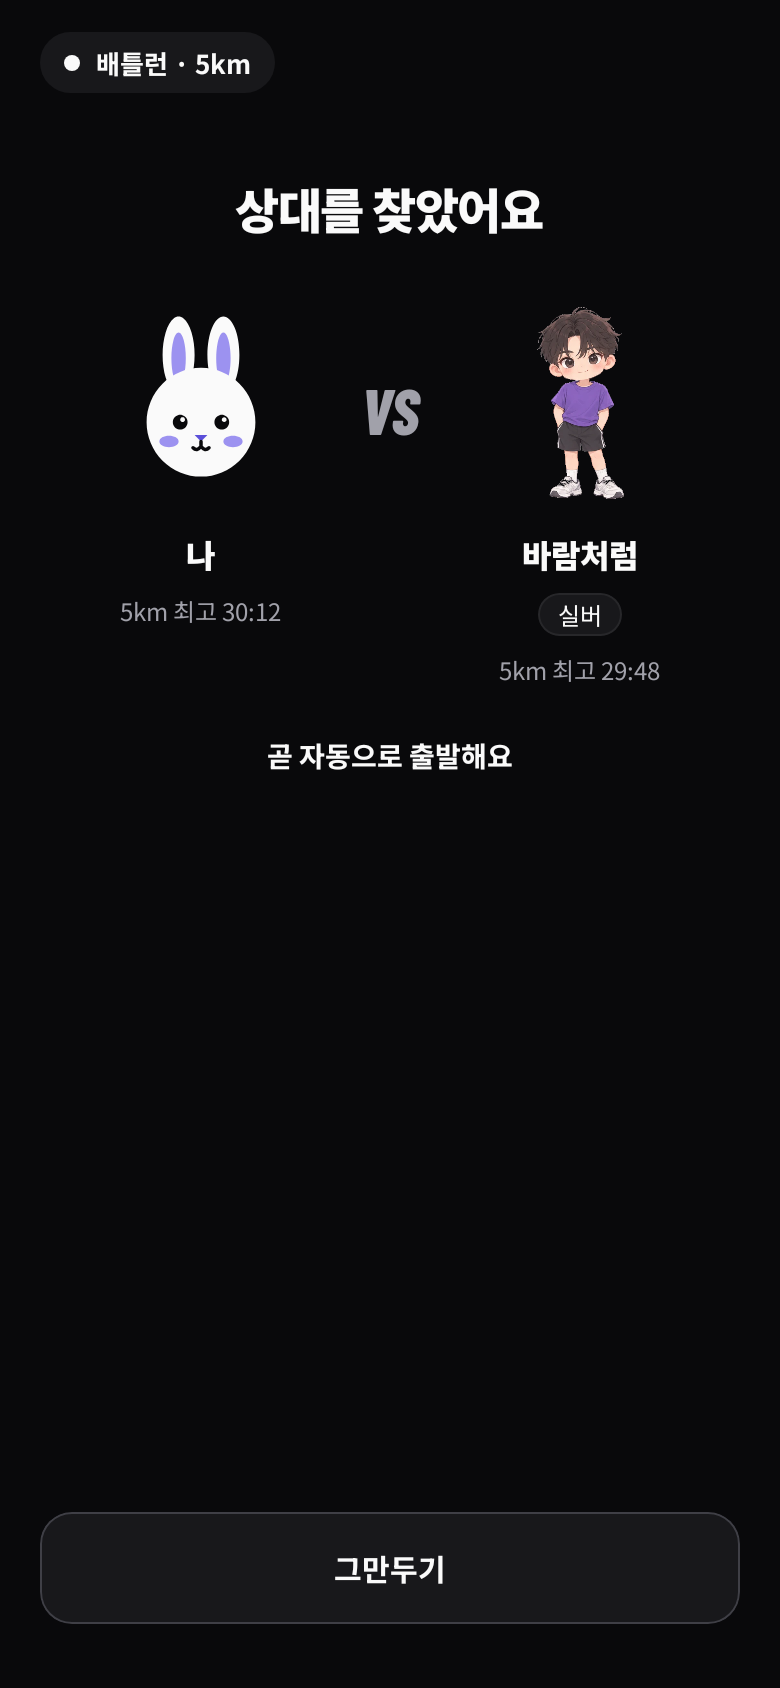 배틀런 · 5km
상대를 찾았어요
VS
나
바람처럼
5km 최고 30:12
실버
5km 최고 29:48
곧 자동으로 출발해요
그만두기